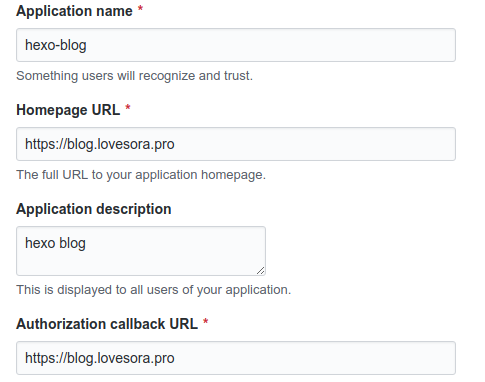 Application name *
hexo-blog
Something users will recognize and trust.
Homepage URL *
https://blog.lovesora.pro
The full URL to your application homepage.
Application description
hexo blog
This is displayed to all users of your application.
Authorization callback URL *
https://blog.lovesora.pro